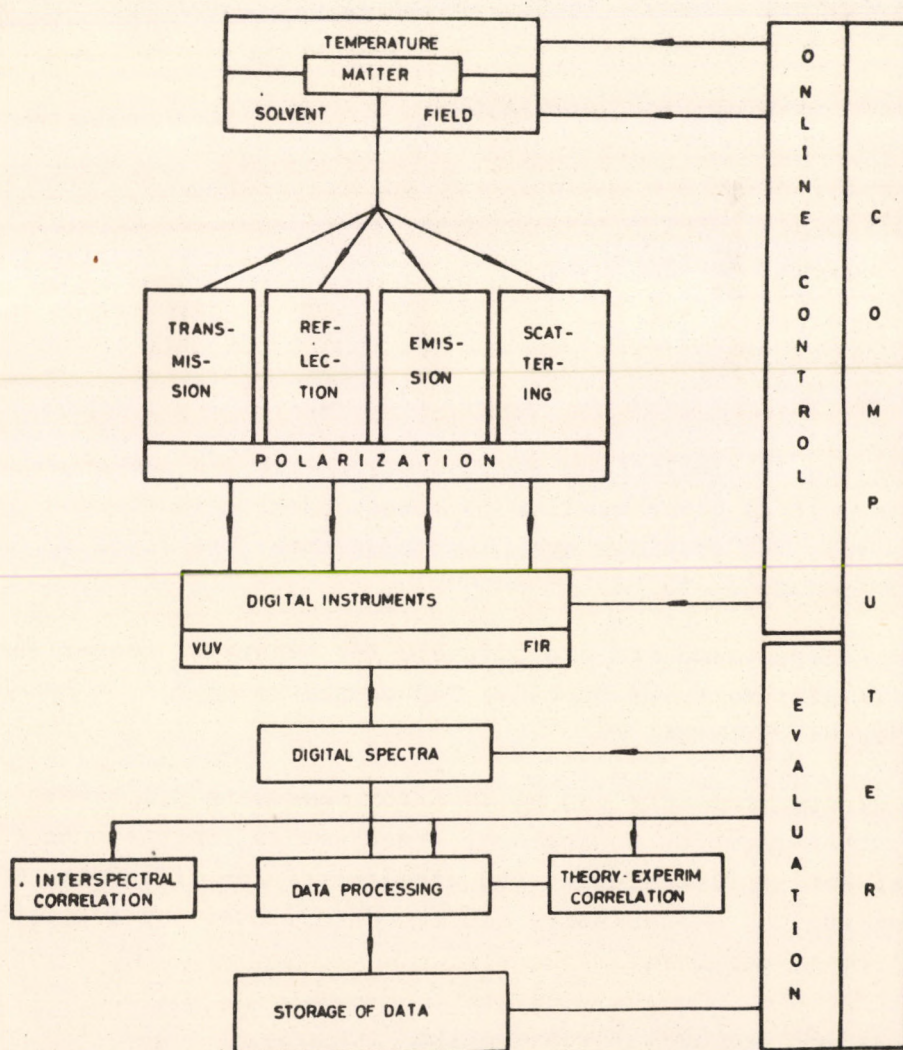 TEMPERATURE
MATTER
SOLVENT FIELD
TRANS-
MIS-
SION
REF-
LEC-
TION
EMIS-
SION
SCAT-
TER-
ING
POLARIZATION
DIGITAL INSTRUMENTS
VUV FIR
DIGITAL SPECTRA
INTERSPECTRAL
CORRELATION
DATA PROCESSING
THEORY-EXPERIM
CORRELATION
STORAGE OF DATA
ONLINE CONTROL
EVALUATION
COMPUTER